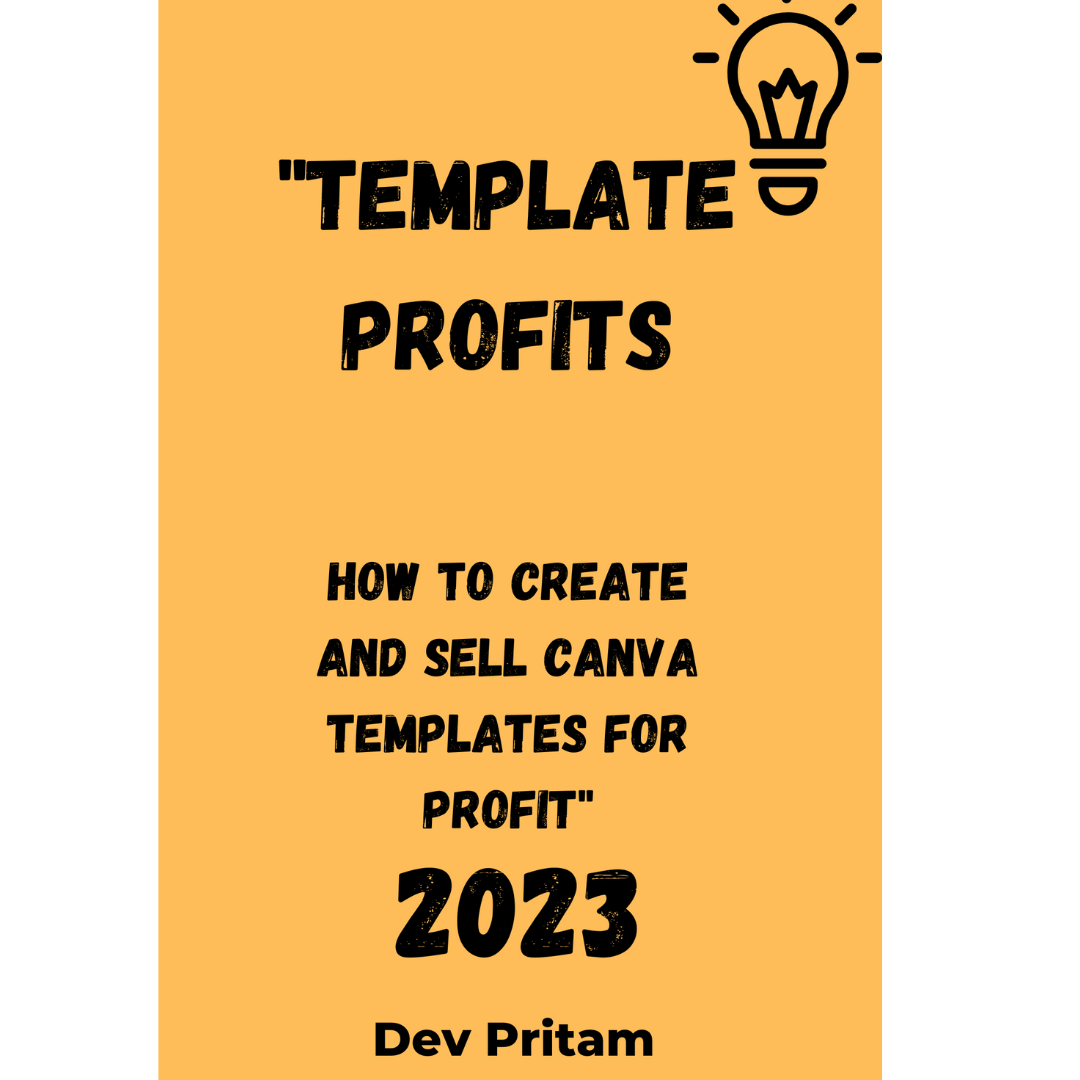 "TEMPLATE
PROFITS
HOW TO CREATE
AND SELL CANVA
TEMPLATES FOR
PROFIT"
2023
Dev Pritam